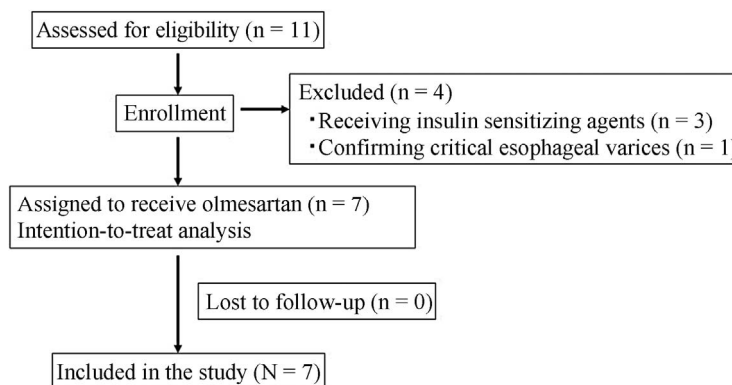 Assessed for eligibility (n = 11)
Enrollment
Excluded (n = 4)
・Receiving insulin sensitizing agents (n = 3)
・Confirming critical esophageal varices (n = 1)
Assigned to receive olmesartan (n = 7)
Intention-to-treat analysis
Lost to follow-up (n = 0)
Included in the study (N = 7)